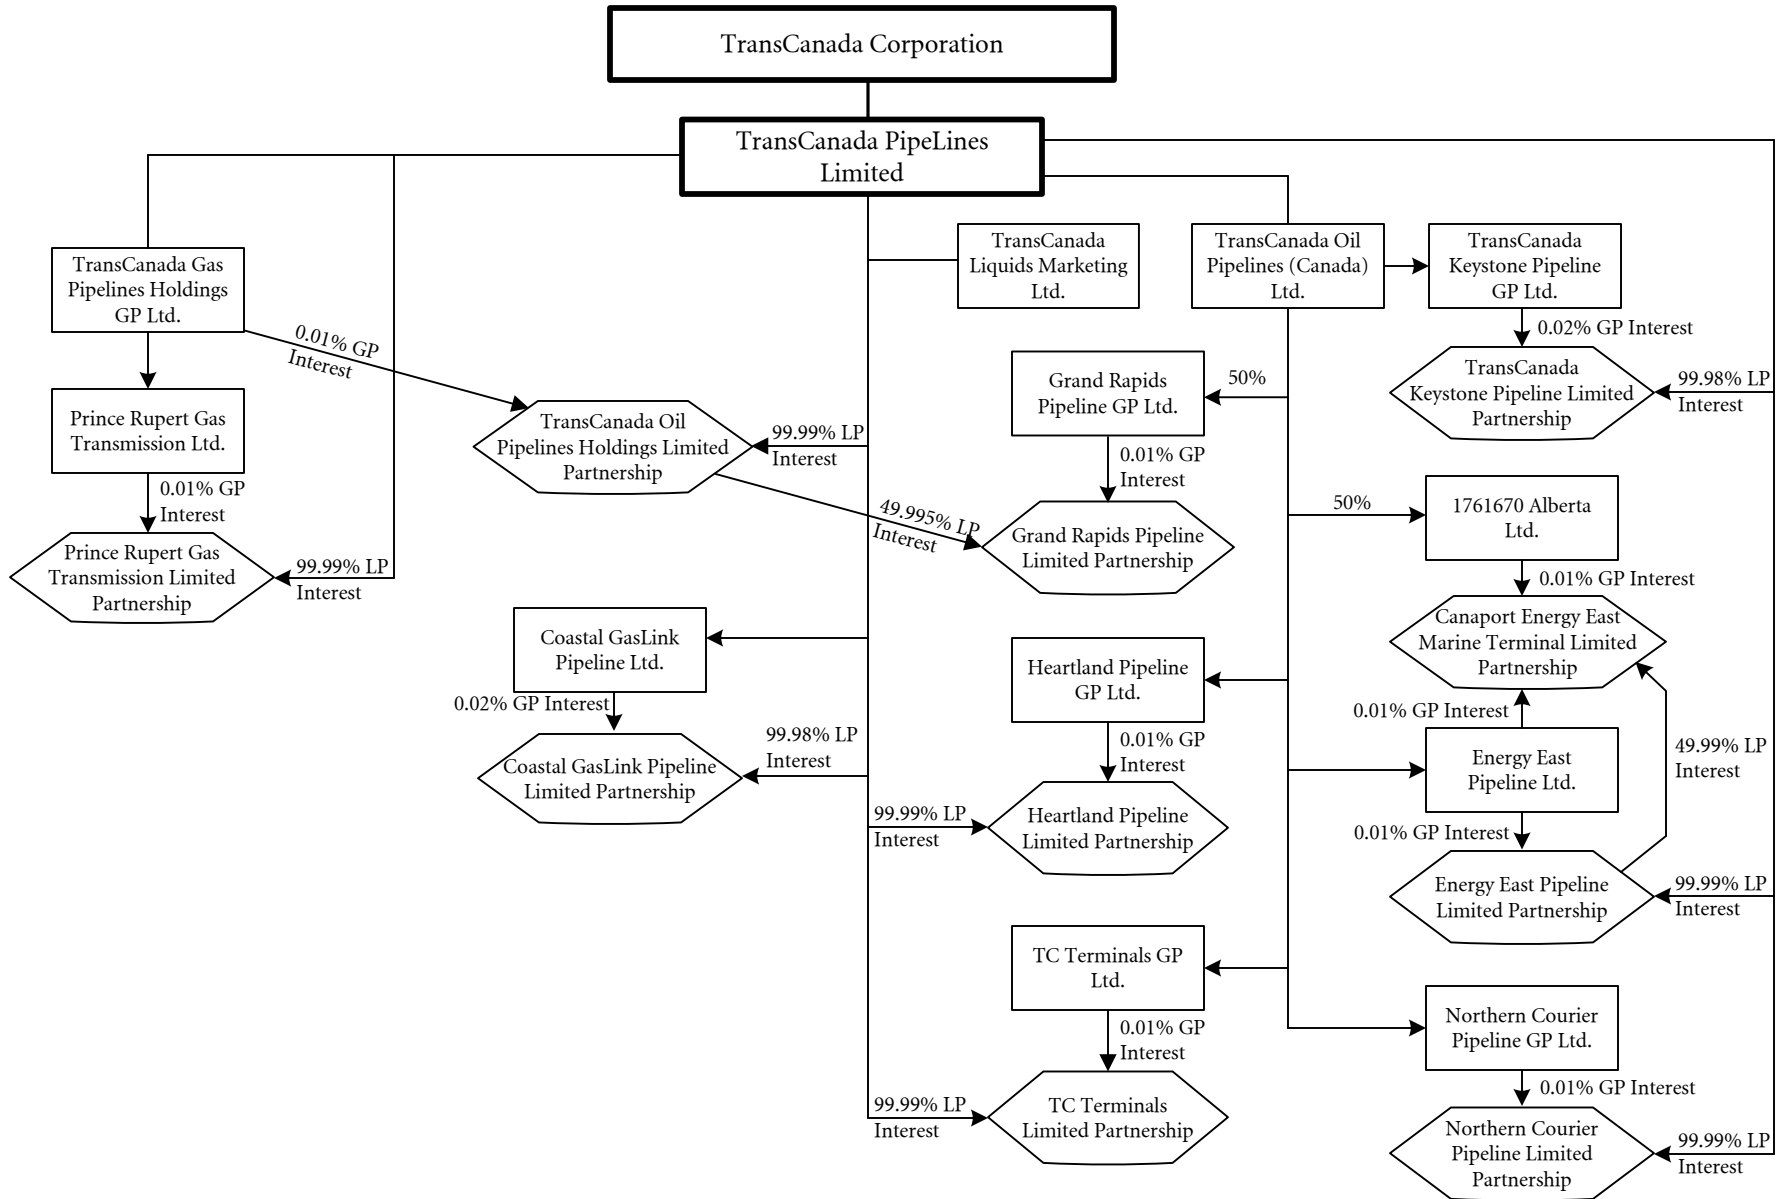 TransCanada Corporation
TransCanada PipeLines
Limited
TransCanada Gas
Pipelines Holdings
GP Ltd.
0.01% GP
Interest
Prince Rupert Gas
Transmission Ltd.
0.01% GP
Interest
Prince Rupert Gas
Transmission Limited
Partnership
99.99% LP
Interest
TransCanada Oil
Pipelines Holdings Limited
Partnership
99.99% LP
Interest
49.995% LP
Interest
Coastal GasLink
Pipeline Ltd.
0.02% GP Interest
Coastal GasLink Pipeline
Limited Partnership
99.98% LP
Interest
TransCanada
Liquids Marketing
Ltd.
TransCanada Oil
Pipelines (Canada)
Ltd.
Grand Rapids
Pipeline GP Ltd.
50%
0.01% GP
Interest
Grand Rapids Pipeline
Limited Partnership
Heartland Pipeline
GP Ltd.
0.01% GP
Interest
99.99% LP
Interest
Heartland Pipeline
Limited Partnership
TC Terminals GP
Ltd.
0.01% GP
Interest
99.99% LP
Interest
TC Terminals
Limited Partnership
TransCanada
Keystone Pipeline
GP Ltd.
0.02% GP Interest
TransCanada
Keystone Pipeline Limited
Partnership
99.98% LP
Interest
50%
1761670 Alberta
Ltd.
0.01% GP Interest
Canaport Energy East
Marine Terminal Limited
Partnership
0.01% GP Interest
Energy East
Pipeline Ltd.
49.99% LP
Interest
0.01% GP Interest
Energy East Pipeline
Limited Partnership
99.99% LP
Interest
Northern Courier
Pipeline GP Ltd.
0.01% GP Interest
Northern Courier
Pipeline Limited
Partnership
99.99% LP
Interest